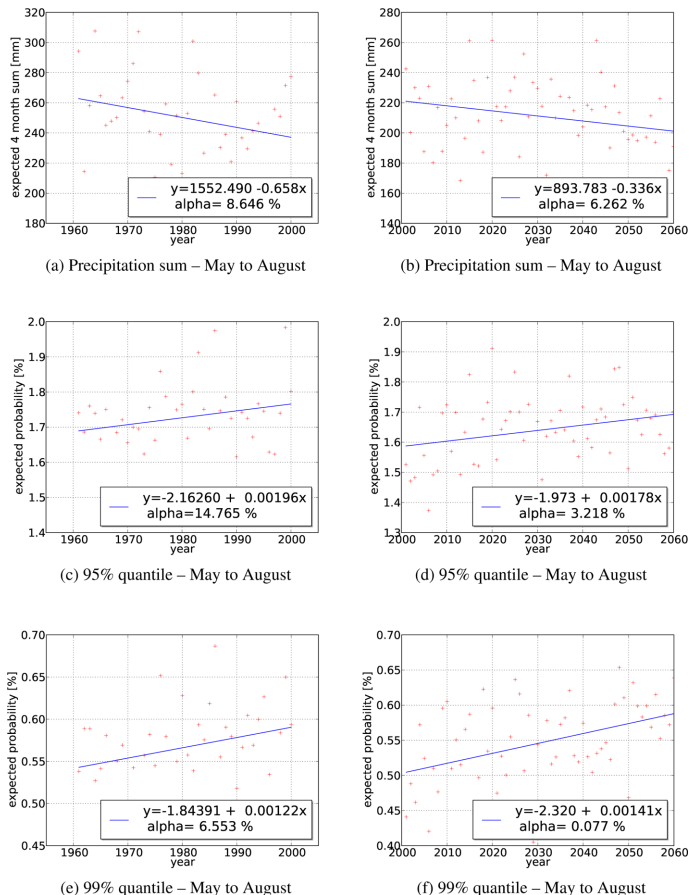 320
300
280
260
240
220
200
180
expected 4 month sum [mm]
y=1552.490 -0.658x
alpha= 8.646 %
1960 1970 1980 1990 2000
year
(a) Precipitation sum – May to August
280
260
240
220
200
180
160
140
expected 4 month sum [mm]
y=893.783 -0.336x
alpha= 6.262 %
2000 2010 2020 2030 2040 2050 2060
year
(b) Precipitation sum – May to August
2.0
1.9
1.8
1.7
1.6
1.5
1.4
expected probability [%]
y=-2.16260 + 0.00196x
alpha=14.765 %
1960 1970 1980 1990 2000
year
(c) 95% quantile – May to August
2.0
1.9
1.8
1.7
1.6
1.5
1.4
1.3
expected probability [%]
y=-1.973 + 0.00178x
alpha= 3.218 %
2000 2010 2020 2030 2040 2050 2060
year
(d) 95% quantile – May to August
0.70
0.65
0.60
0.55
0.50
0.45
expected probability [%]
y=-1.84391 + 0.00122x
alpha= 6.553 %
1960 1970 1980 1990 2000
year
(e) 99% quantile – May to August
0.70
0.65
0.60
0.55
0.50
0.45
0.40
expected probability [%]
y=-2.320 + 0.00141x
alpha= 0.077 %
2000 2010 2020 2030 2040 2050 2060
year
(f) 99% quantile – May to August